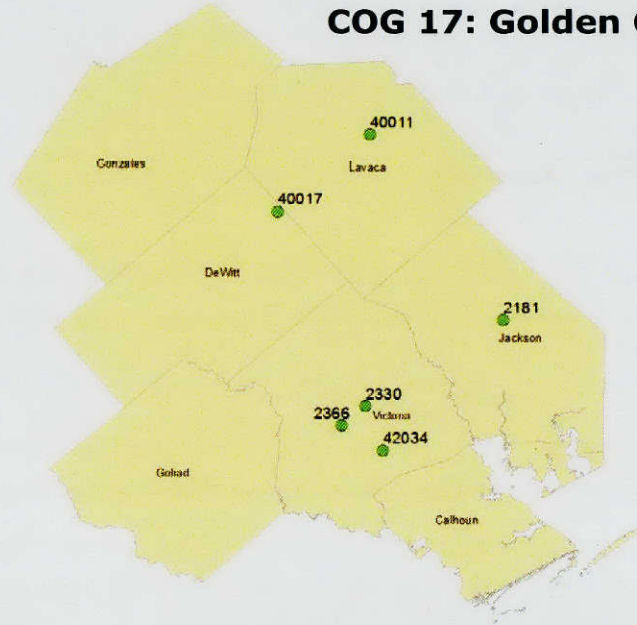 COG 17: Golden C
40011
Gonzales
Lavaca
40017
DeWitt
2181
Jackson
2330
2366
Victoria
42034
Goliad
Calhoun